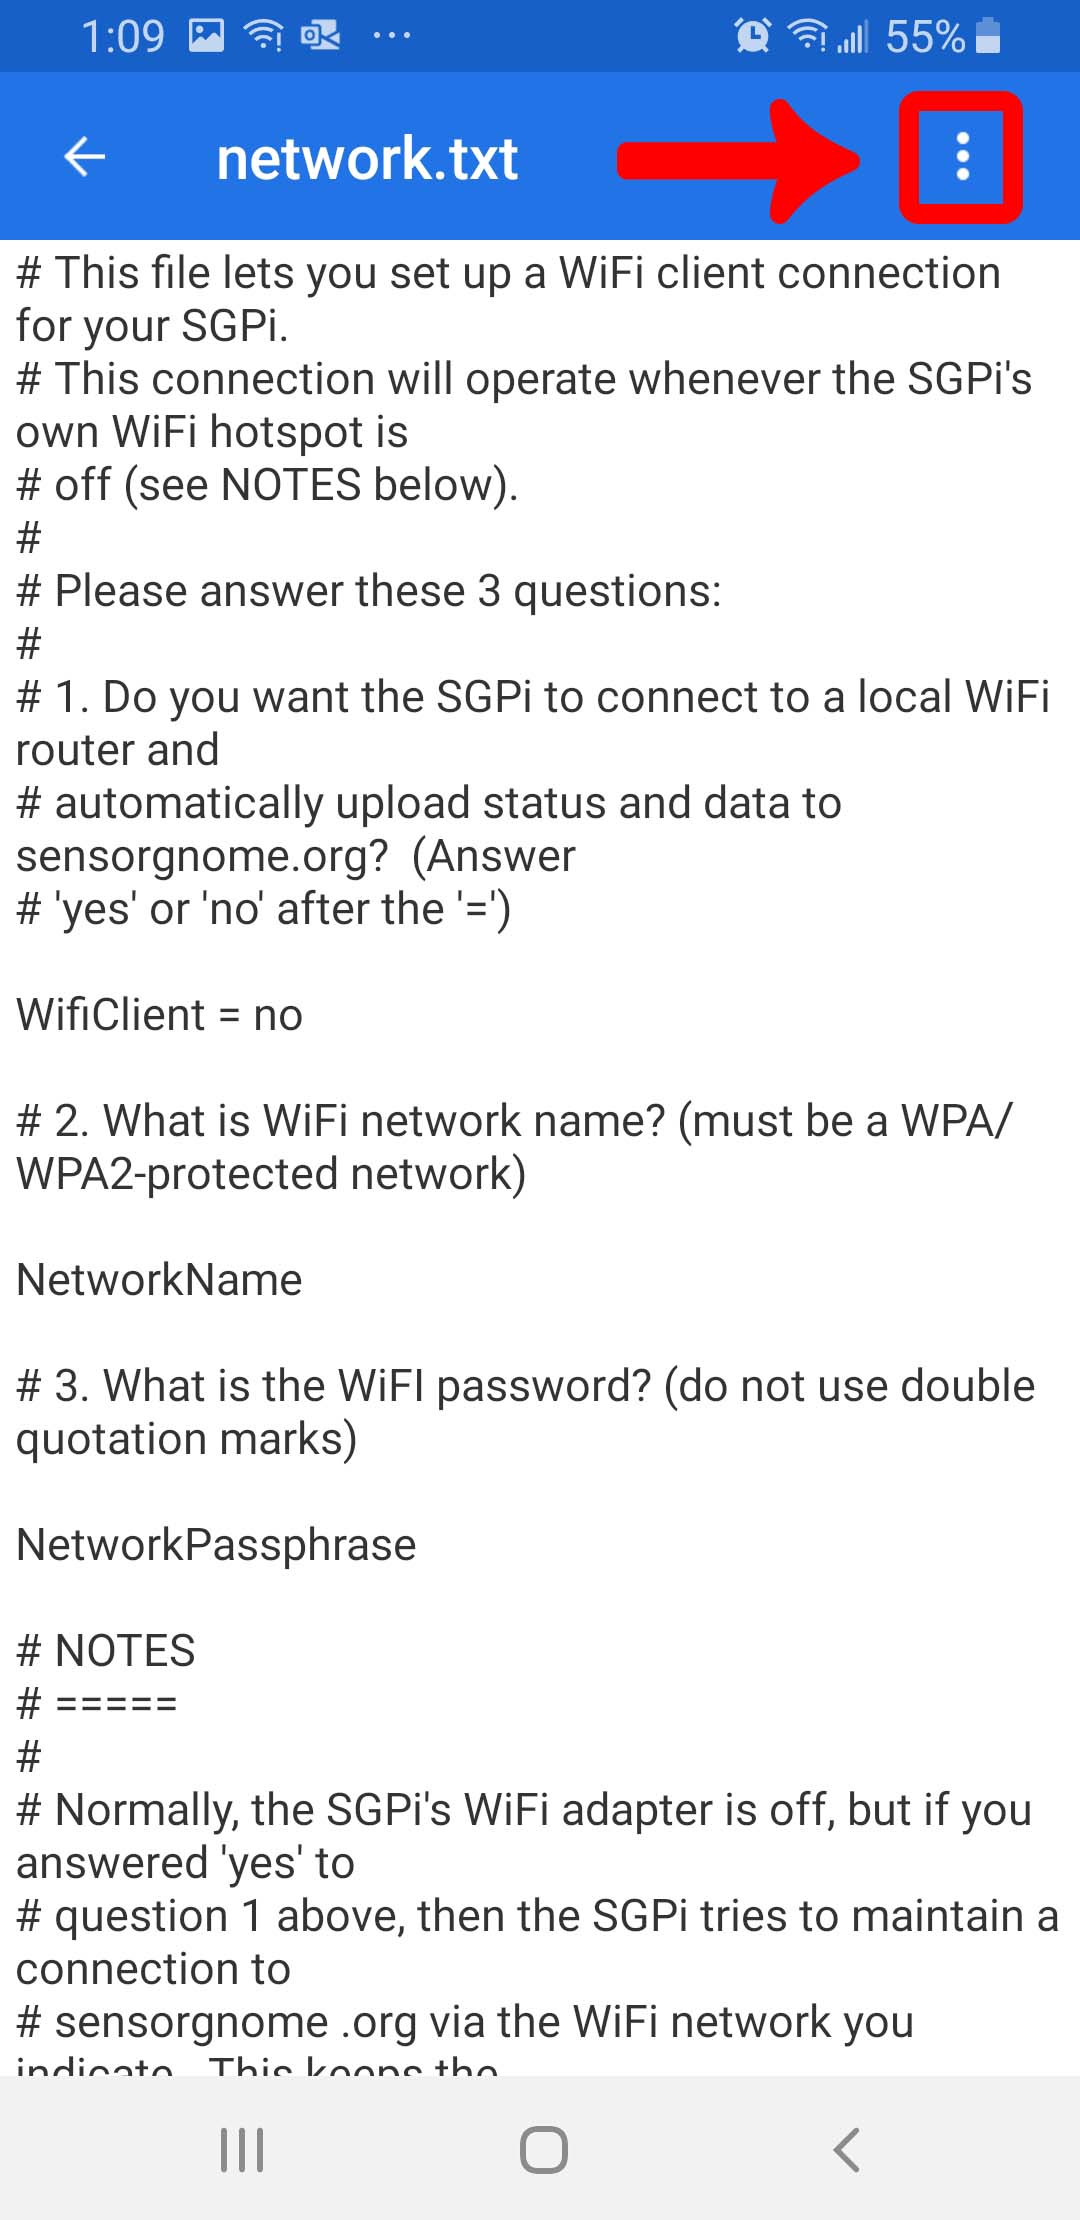 1:09 55%
network.txt
# This file lets you set up a WiFi client connection
for your SGPi.
# This connection will operate whenever the SGPi's
own WiFi hotspot is
# off (see NOTES below).
#
# Please answer these 3 questions:
#
# 1. Do you want the SGPi to connect to a local WiFi
router and
# automatically upload status and data to
sensorgnome.org?  (Answer
# 'yes' or 'no' after the '=')
WifiClient = no
# 2. What is WiFi network name? (must be a WPA/
WPA2-protected network)
NetworkName
# 3. What is the WiFI password? (do not use double
quotation marks)
NetworkPassphrase
# NOTES
# =====
#
# Normally, the SGPi's WiFi adapter is off, but if you
answered 'yes' to
# question 1 above, then the SGPi tries to maintain a
connection to
# sensorgnome .org via the WiFi network you
indicate. This keeps the